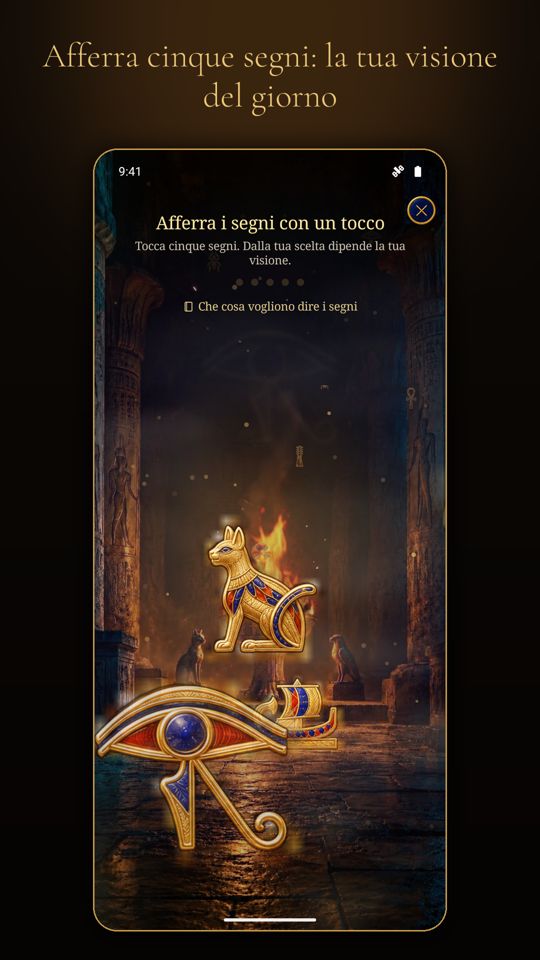 Afferra cinque segni: la tua visione
del giorno
9:41
Afferra i segni con un tocco
Tocca cinque segni. Dalla tua scelta dipende la tua
visione.
Che cosa vogliono dire i segni